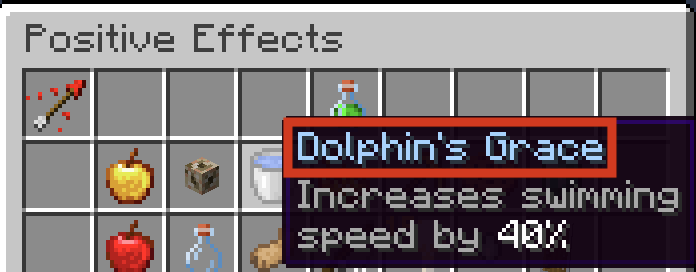 Positive Effects
Dolphin's Grace
Increases swimming
speed by 40%